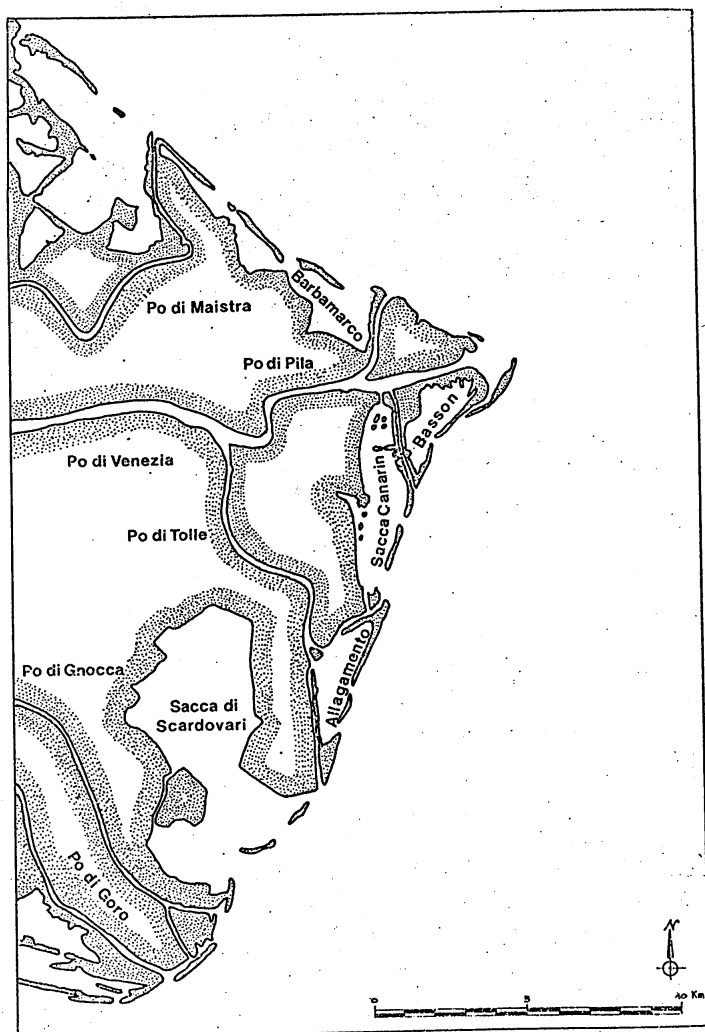 Barbamarco
Po di Maistra
Po di Pila
Basson
Po di Venezia
Sacca Canarin
Po di Tolle
Allagamento
Po di Gnocca
Sacca di
Scardovari
Po di Goro
N
0 5 10 Km